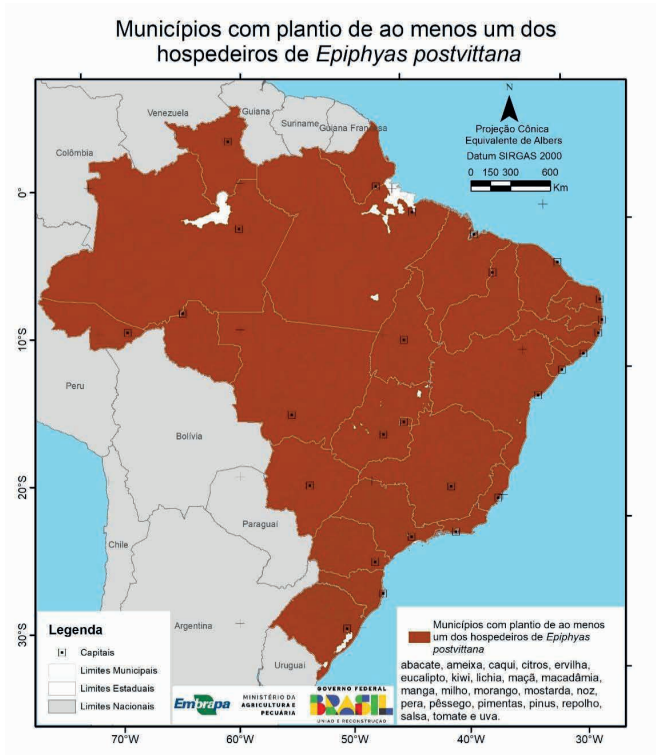 Municípios com plantio de ao menos um dos
hospedeiros de Epiphyas postvittana
N
Projeção Cônica
Equivalente de Albers
Datum SIRGAS 2000
0 150 300 600
Km
Venezuela
Guiana
Suriname
Guiana Francesa
Colômbia
0°
10°S
Peru
Bolívia
20°S
Paraguai
Chile
Argentina
30°S
Uruguai
Legenda
Capitais
Limites Municipais
Limites Estaduais
Limites Nacionais
Embrapa
MINISTÉRIO DA
AGRICULTURA E
PECUÁRIA
GOVERNO FEDERAL
BRASIL
UNIÃO E RECONSTRUÇÃO
Municípios com plantio de ao menos
um dos hospedeiros de Epiphyas
postvittana
abacate, ameixa, caqui, citros, ervilha,
eucalipto, kiwi, lichia, maçã, macadâmia,
manga, milho, morango, mostarda, noz,
pera, pêssego, pimentas, pinus, repolho,
salsa, tomate e uva.
70°W 60°W 50°W 40°W 30°W